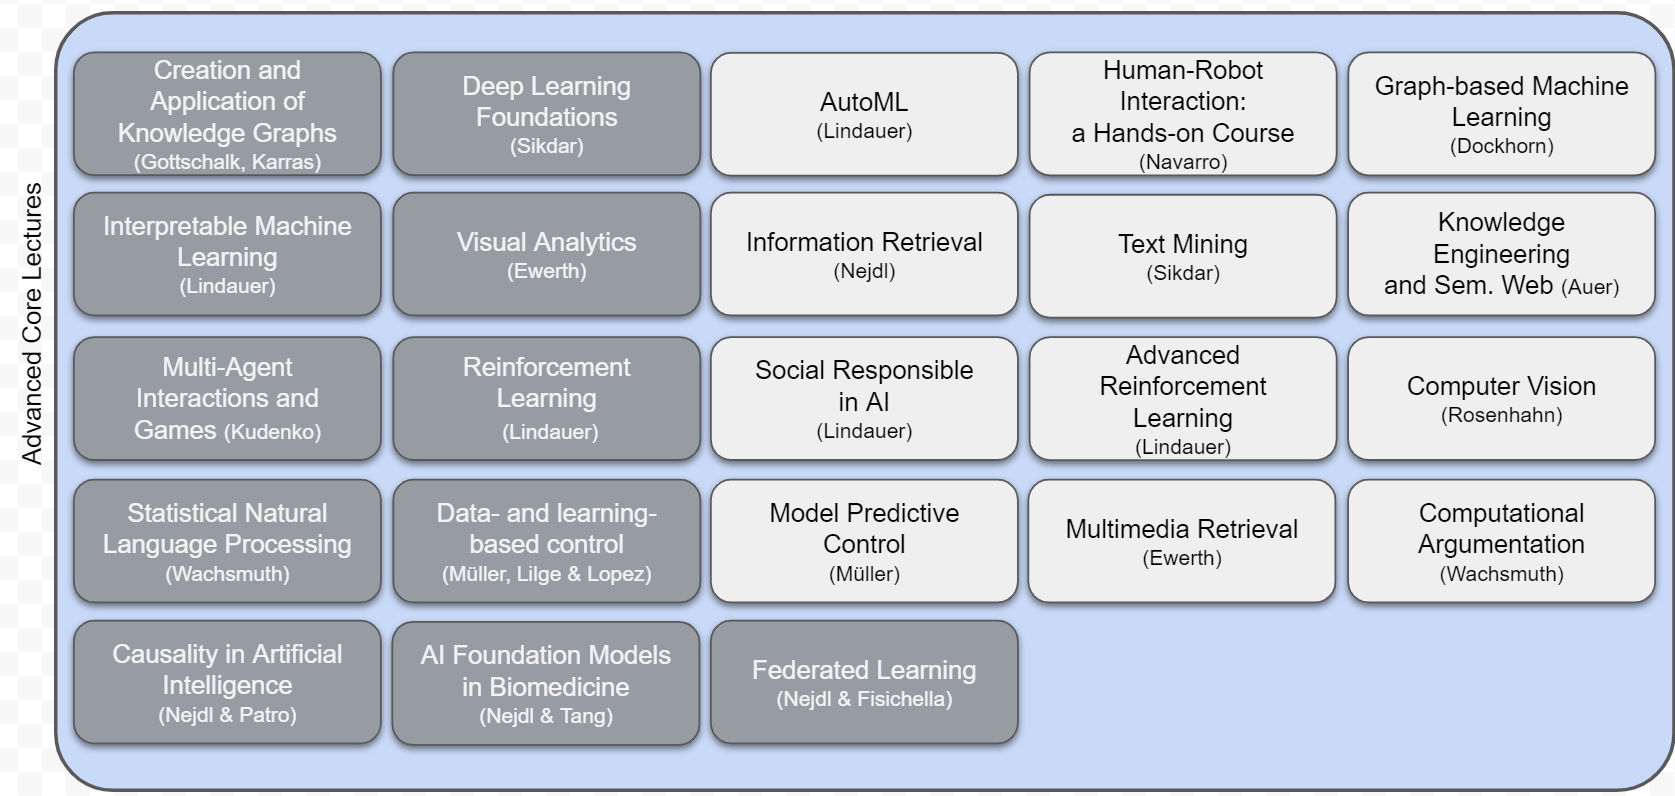 Advanced Core Lectures
Creation and
Application of
Knowledge Graphs
(Gottschalk, Karras)
Deep Learning
Foundations
(Sikdar)
AutoML
(Lindauer)
Human-Robot
Interaction:
a Hands-on Course
(Navarro)
Graph-based Machine
Learning
(Dockhorn)
Interpretable Machine
Learning
(Lindauer)
Visual Analytics
(Ewerth)
Information Retrieval
(Nejdl)
Text Mining
(Sikdar)
Knowledge
Engineering
and Sem. Web (Auer)
Multi-Agent
Interactions and
Games (Kudenko)
Reinforcement
Learning
(Lindauer)
Social Responsible
in AI
(Lindauer)
Advanced
Reinforcement
Learning
(Lindauer)
Computer Vision
(Rosenhahn)
Statistical Natural
Language Processing
(Wachsmuth)
Data- and learning-
based control
(Müller, Lilge & Lopez)
Model Predictive
Control
(Müller)
Multimedia Retrieval
(Ewerth)
Computational
Argumentation
(Wachsmuth)
Causality in Artificial
Intelligence
(Nejdl & Patro)
AI Foundation Models
in Biomedicine
(Nejdl & Tang)
Federated Learning
(Nejdl & Fisichella)